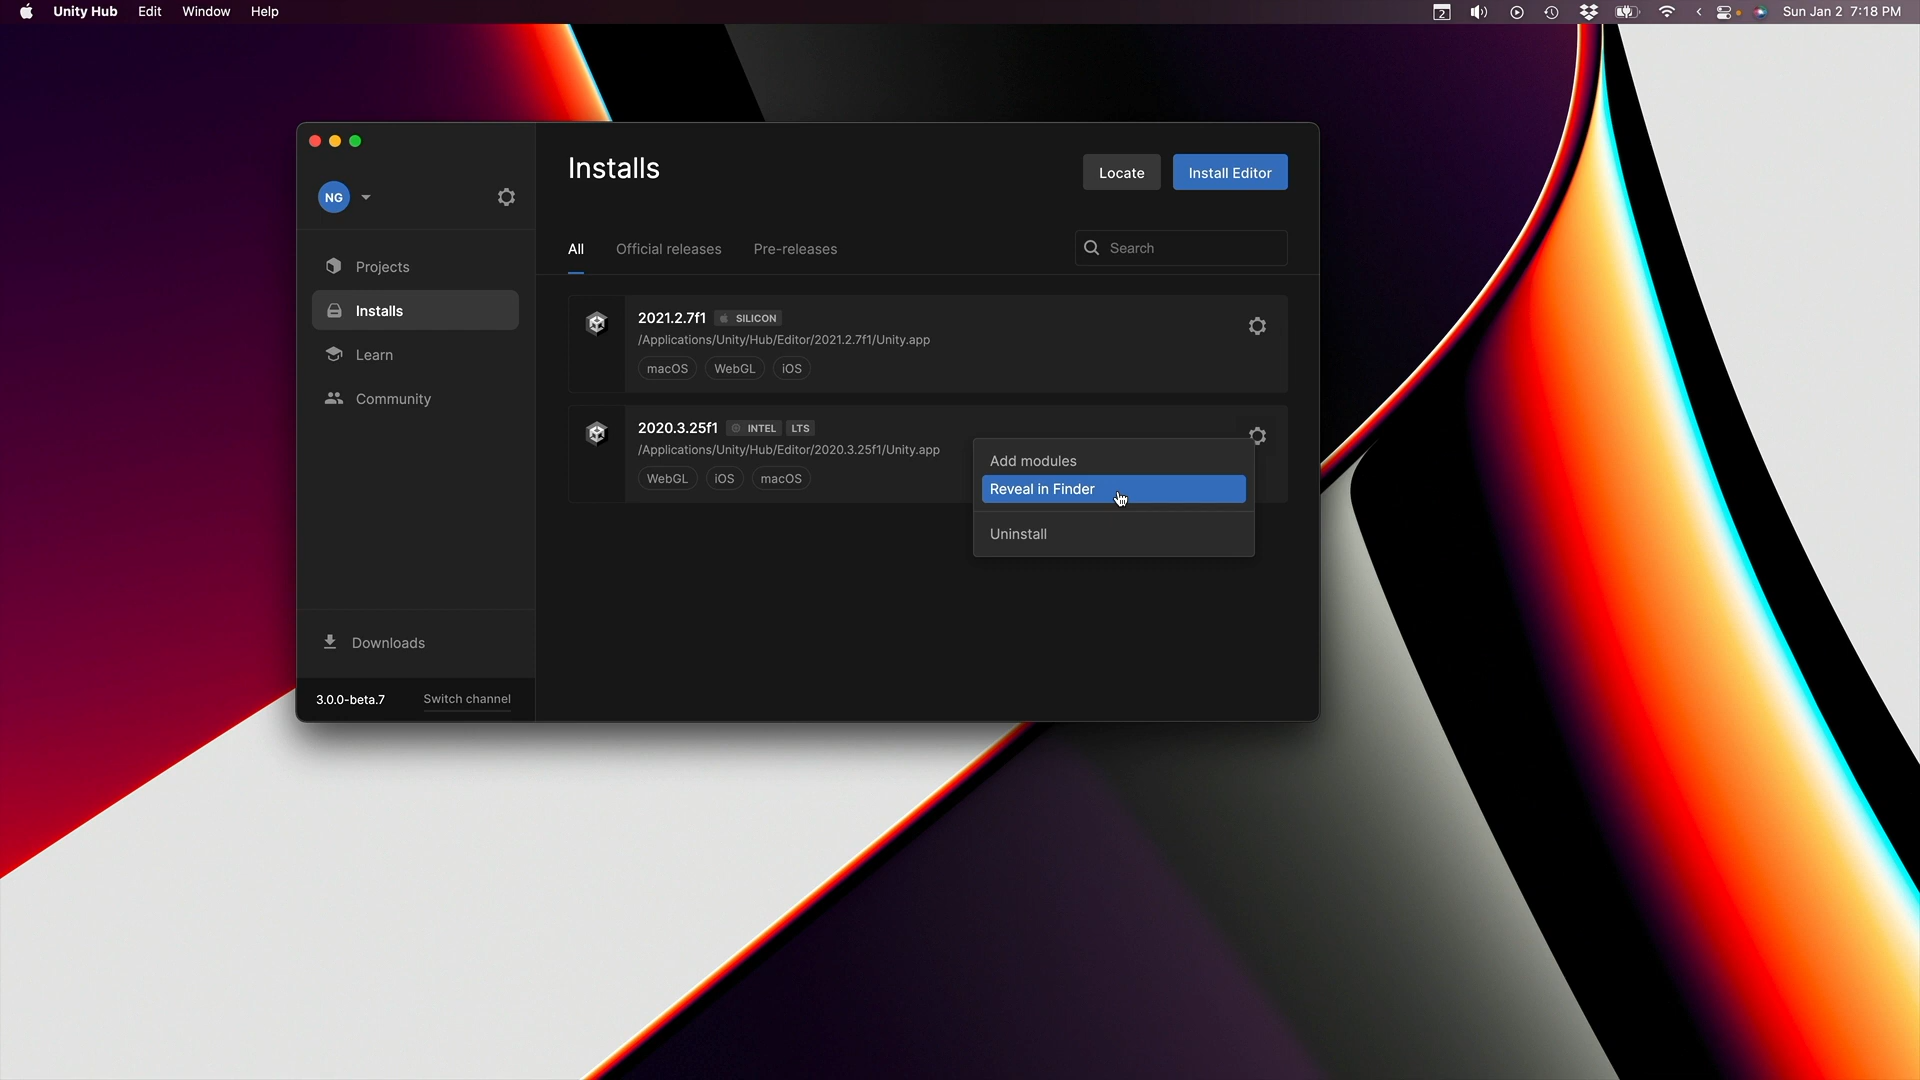 Unity Hub Edit Window Help
2
Sun Jan 2 7:18 PM
Installs
Locate
Install Editor
NG
All Official releases Pre-releases
Search
Projects
Installs
Learn
Community
2021.2.7f1 SILICON
/Applications/Unity/Hub/Editor/2021.2.7f1/Unity.app
macOS WebGL iOS
2020.3.25f1 INTEL LTS
/Applications/Unity/Hub/Editor/2020.3.25f1/Unity.app
WebGL iOS macOS
Add modules
Reveal in Finder
Uninstall
Downloads
3.0.0-beta.7 Switch channel